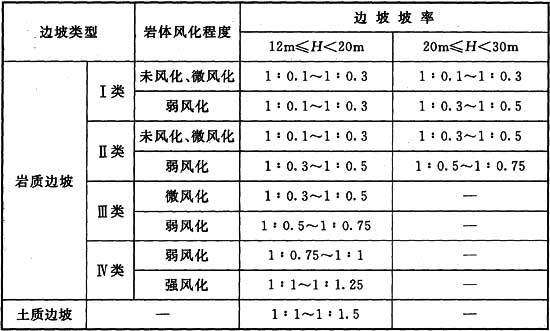 边坡类型 岩体风化程度 边坡坡率
12m≤H<20m 20m≤H<30m
岩质边坡 Ⅰ类 未风化、微风化 1∶0.1～1∶0.3 1∶0.1～1∶0.3
弱风化 1∶0.1～1∶0.3 1∶0.3～1∶0.5
Ⅱ类 未风化、微风化 1∶0.1～1∶0.3 1∶0.3～1∶0.5
弱风化 1∶0.3～1∶0.5 1∶0.5～1∶0.75
Ⅲ类 微风化 1∶0.3～1∶0.5 —
弱风化 1∶0.5～1∶0.75 —
Ⅳ类 弱风化 1∶0.75～1∶1 —
强风化 1∶1～1∶1.25 —
土质边坡 — 1∶1～1∶1.5 —